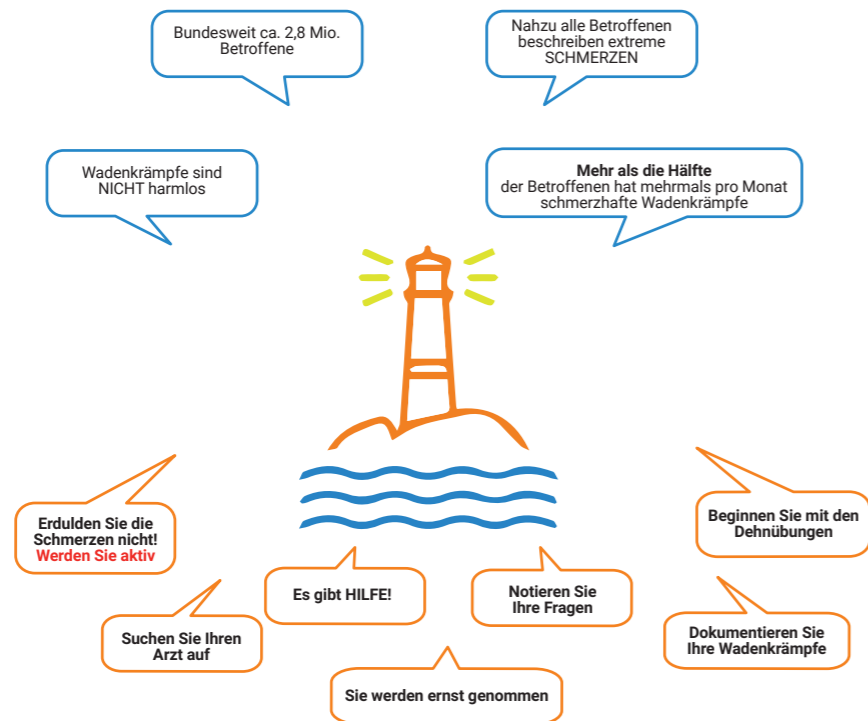 Bundesweit ca. 2,8 Mio.
Betroffene
Nahzu alle Betroffenen
beschreiben extreme
SCHMERZEN
Wadenkrämpfe sind
NICHT harmlos
Mehr als die Hälfte
der Betroffenen hat mehrmals pro Monat
schmerzhafte Wadenkrämpfe
Erdulden Sie die
Schmerzen nicht!
Werden Sie aktiv
Beginnen Sie mit den
Dehnübungen
Es gibt HILFE!
Notieren Sie
Ihre Fragen
Suchen Sie Ihren
Arzt auf
Dokumentieren Sie
Ihre Wadenkrämpfe
Sie werden ernst genommen